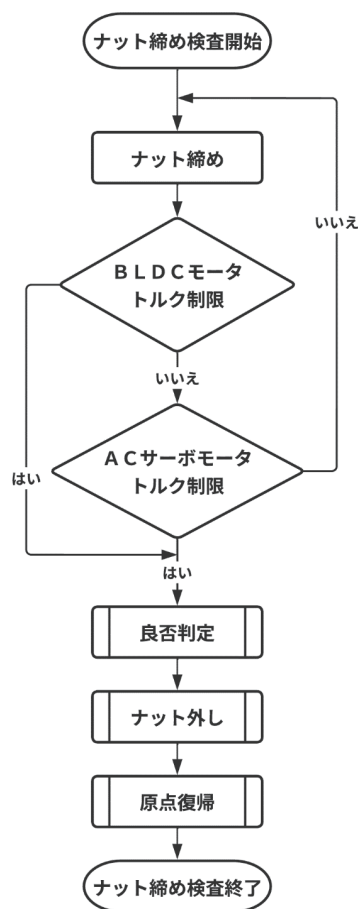 ナット締め検査開始
ナット締め
いいえ
ＢＬＤＣモータ
トルク制限
いいえ
ＡＣサーボモータ
トルク制限
はい
はい
良否判定
ナット外し
原点復帰
ナット締め検査終了